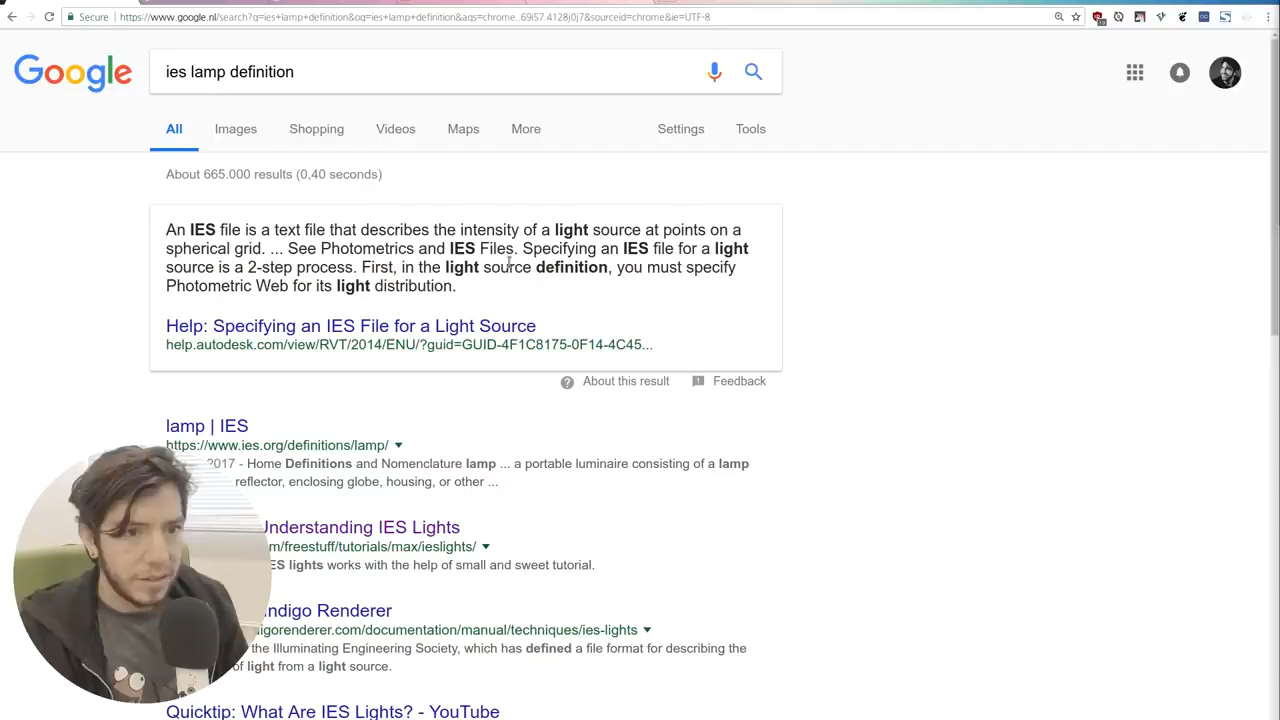 Secure https://www.google.nl/search?q=ies+lamp+definition&oq=ies+lamp+definition&aqs=chrome..69i57.4128j0j7&sourceid=chrome&ie=UTF-8
Google
ies lamp definition
All Images Shopping Videos Maps More Settings Tools
About 665.000 results (0,40 seconds)
An IES file is a text file that describes the intensity of a light source at points on a
spherical grid. ... See Photometrics and IES Files. Specifying an IES file for a light
source is a 2-step process. First, in the light source definition, you must specify
Photometric Web for its light distribution.
Help: Specifying an IES File for a Light Source
help.autodesk.com/view/RVT/2014/ENU/?guid=GUID-4F1C8175-0F14-4C45...
About this result Feedback
lamp | IES
https://www.ies.org/definitions/lamp/
2017 - Home Definitions and Nomenclature lamp ... a portable luminaire consisting of a lamp
reflector, enclosing globe, housing, or other ...
Understanding IES Lights
m/freestuff/tutorials/max/ieslights/
ES lights works with the help of small and sweet tutorial.
Indigo Renderer
igorenderer.com/documentation/manual/techniques/ies-lights
the Illuminating Engineering Society, which has defined a file format for describing the
of light from a light source.
Quicktip: What Are IES Lights? - YouTube